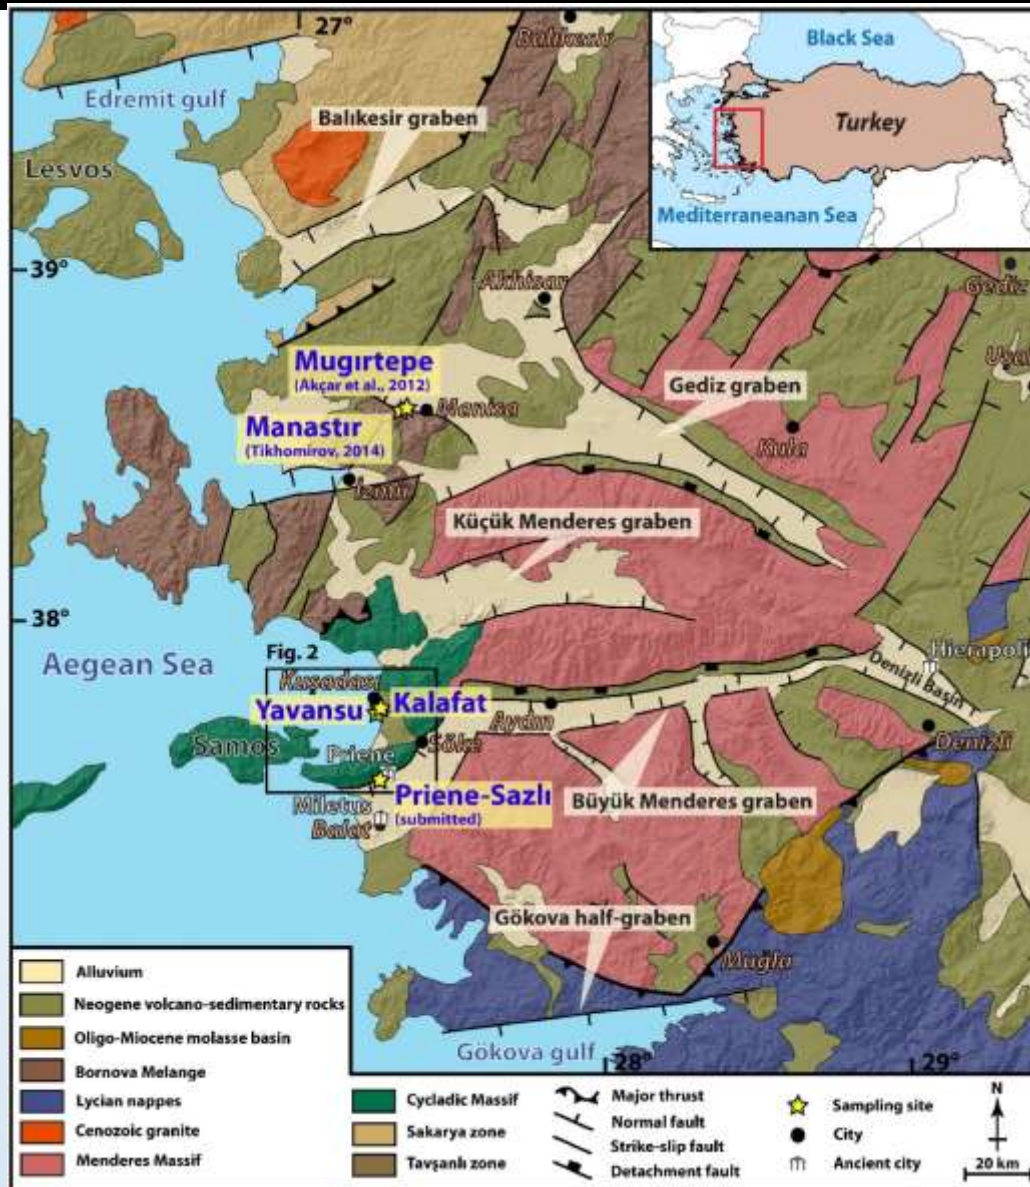 27°
Balıkesir
Edremit gulf
Balıkesir graben
Lesvos
Black Sea
Turkey
Mediterraneanan Sea
39°
Akhisar
Gediz
Mugırtepe
(Akçar et al., 2012)
Manisa
Gediz graben
Manastır
(Tikhomirov, 2014)
Kula
İzmir
Küçük Menderes graben
38°
Aegean Sea
Fig. 2
Kuşadası
Yavansu
Kalafat
Denizli Basin
Hierapoli
Aydın
Samos
Söke
Priene
Denizli
Priene-Sazlı
(submitted)
Büyük Menderes graben
Miletus
Balat
Gökova half-graben
Muğla
Gökova gulf
28°
29°
Alluvium
Neogene volcano-sedimentary rocks
Oligo-Miocene molasse basin
Bornova Melange
Lycian nappes
Cenozoic granite
Menderes Massif
Cycladic Massif
Sakarya zone
Tavşanlı zone
Major thrust
Normal fault
Strike-slip fault
Detachment fault
Sampling site
City
Ancient city
N
20 km